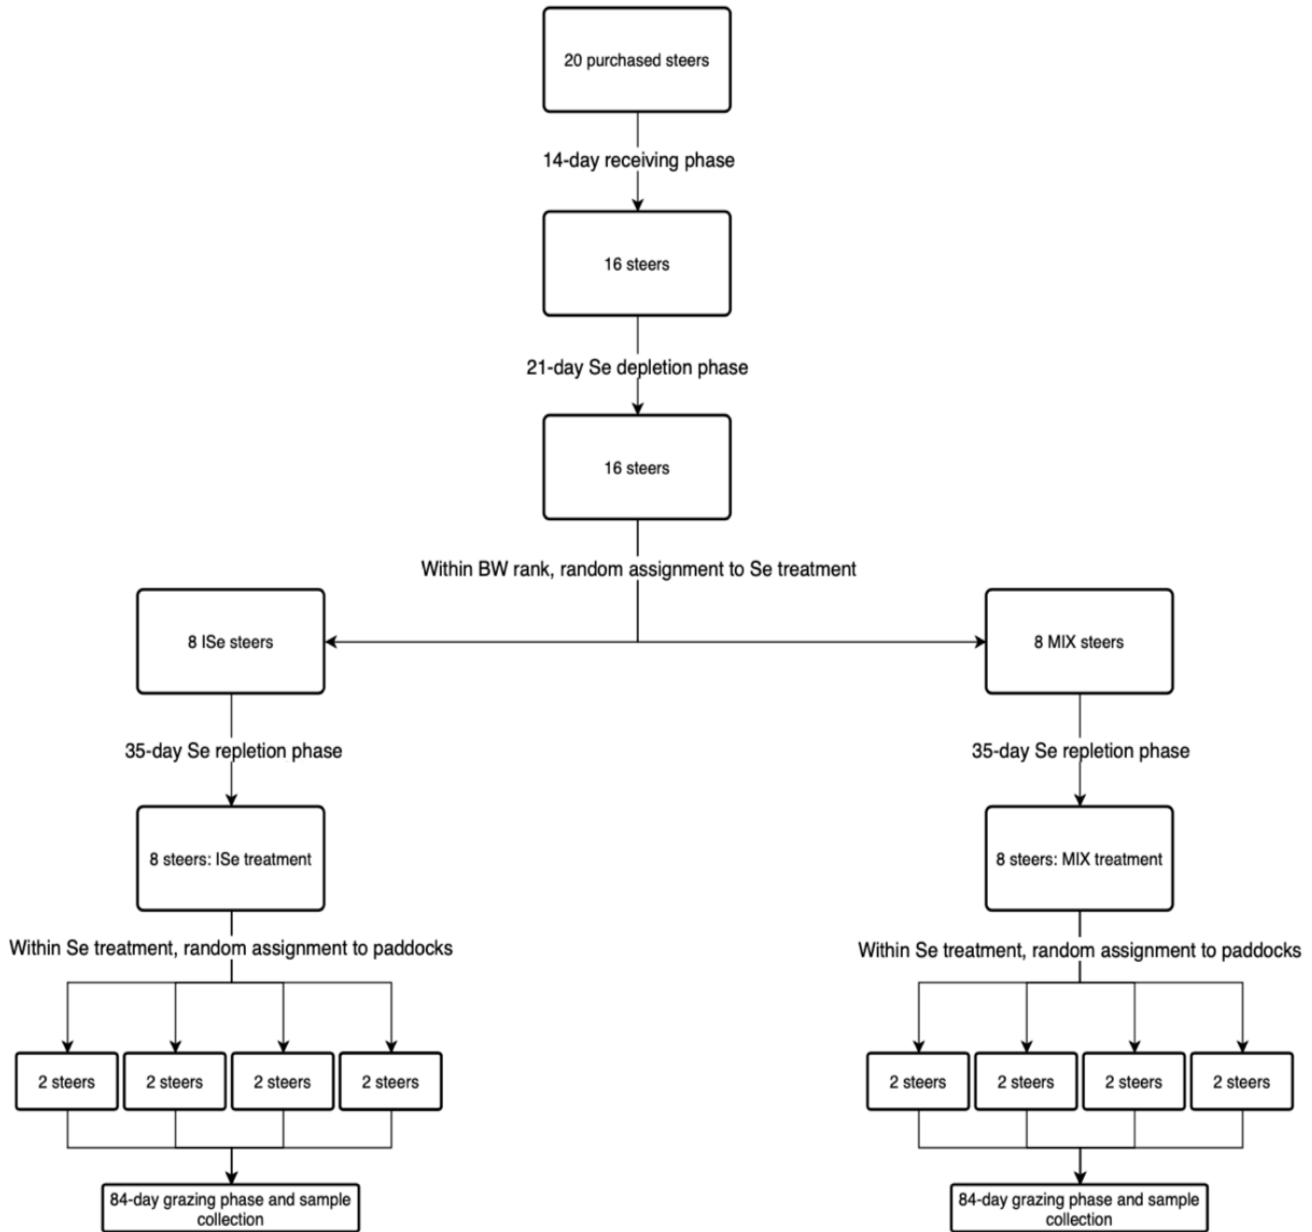 20 purchased steers
14-day receiving phase
16 steers
21-day Se depletion phase
16 steers
Within BW rank, random assignment to Se treatment
8 ISe steers
8 MIX steers
35-day Se repletion phase
35-day Se repletion phase
8 steers: ISe treatment
8 steers: MIX treatment
Within Se treatment, random assignment to paddocks
Within Se treatment, random assignment to paddocks
2 steers
2 steers
2 steers
2 steers
2 steers
2 steers
2 steers
2 steers
84-day grazing phase and sample
collection
84-day grazing phase and sample
collection